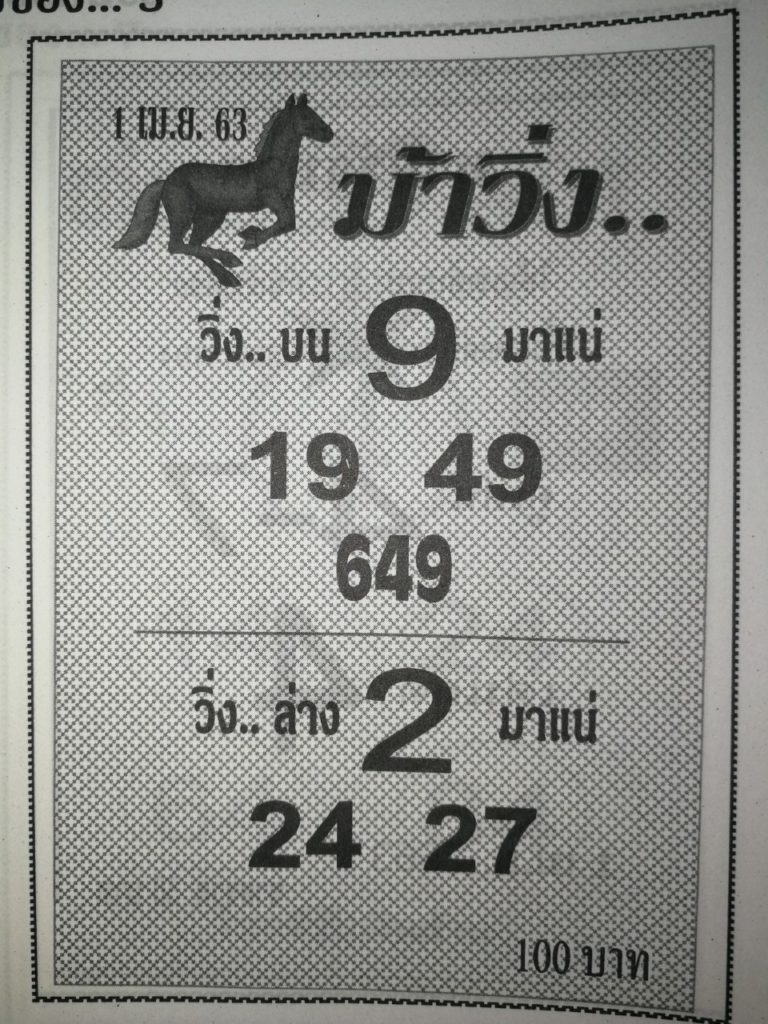 1 เม.ย. 63
ม้าวิ่ง..
วิ่ง.. บน 9 มาแน่
19 49
649
วิ่ง.. ล่าง 2 มาแน่
24 27
100 บาท